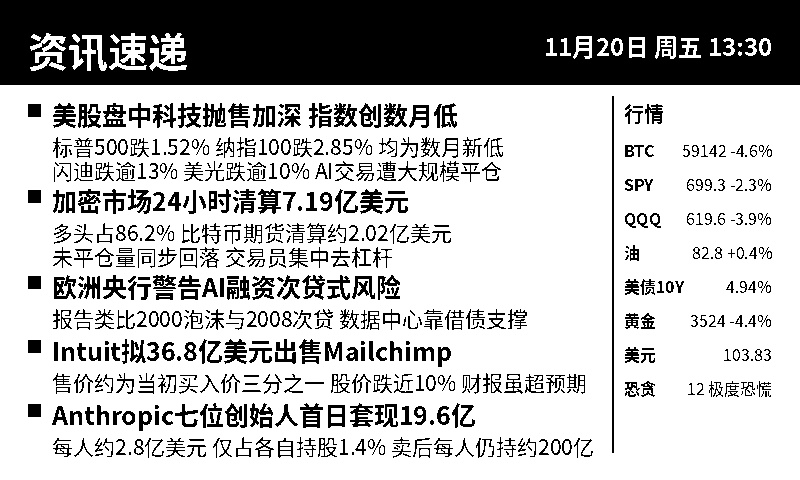 资讯速递
11月20日 周五 13:30
美股盘中科技抛售加深 指数创数月低
标普500跌1.52% 纳指100跌2.85% 均为数月新低
闪迪跌逾13% 美光跌逾10% AI交易遭大规模平仓
加密市场24小时清算7.19亿美元
多头占86.2% 比特币期货清算约2.02亿美元
未平仓量同步回落 交易员集中去杠杆
欧洲央行警告AI融资次贷式风险
报告类比2000泡沫与2008次贷 数据中心靠借债支撑
Intuit拟36.8亿美元出售Mailchimp
售价约为当初买入价三分之一 股价跌近10% 财报虽超预期
Anthropic七位创始人首日套现19.6亿
每人约2.8亿美元 仅占各自持股1.4% 卖后每人仍持约200亿
行情
BTC 59142 -4.6%
SPY 699.3 -2.3%
QQQ 619.6 -3.9%
油 82.8 +0.4%
美债10Y 4.94%
黄金 3524 -4.4%
美元 103.83
恐贪 12 极度恐慌